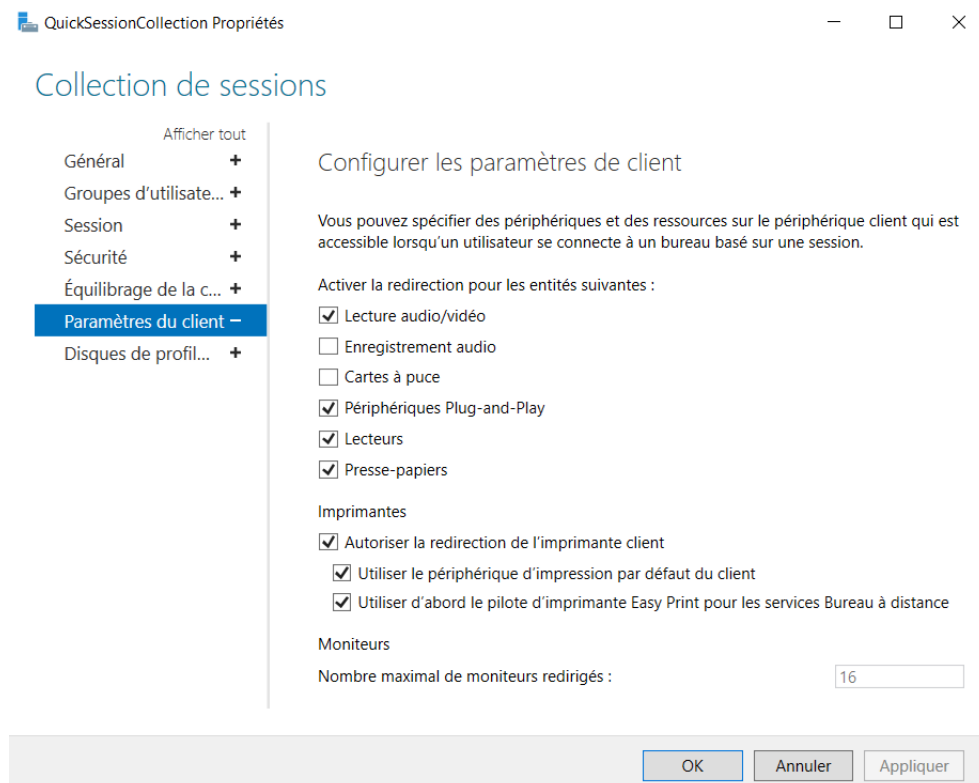 QuickSessionCollection Propriétés
Collection de sessions
Afficher tout
Général
Groupes d'utilisate...
Session
Sécurité
Équilibrage de la c...
Paramètres du client
Disques de profil...
Configurer les paramètres de client
Vous pouvez spécifier des périphériques et des ressources sur le périphérique client qui est
accessible lorsqu'un utilisateur se connecte à un bureau basé sur une session.
Activer la redirection pour les entités suivantes :
Lecture audio/vidéo
Enregistrement audio
Cartes à puce
Périphériques Plug-and-Play
Lecteurs
Presse-papiers
Imprimantes
Autoriser la redirection de l'imprimante client
Utiliser le périphérique d'impression par défaut du client
Utiliser d'abord le pilote d'imprimante Easy Print pour les services Bureau à distance
Moniteurs
Nombre maximal de moniteurs redirigés : 16
OK Annuler Appliquer